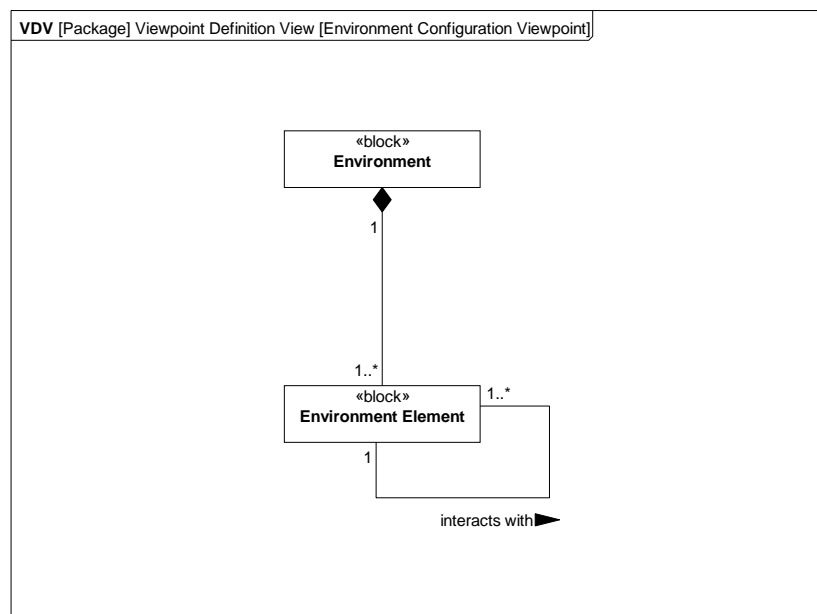 VDV [Package] Viewpoint Definition View [Environment Configuration Viewpoint]
«block»
Environment
1
1..*
«block»
Environment Element
1..*
1
interacts with